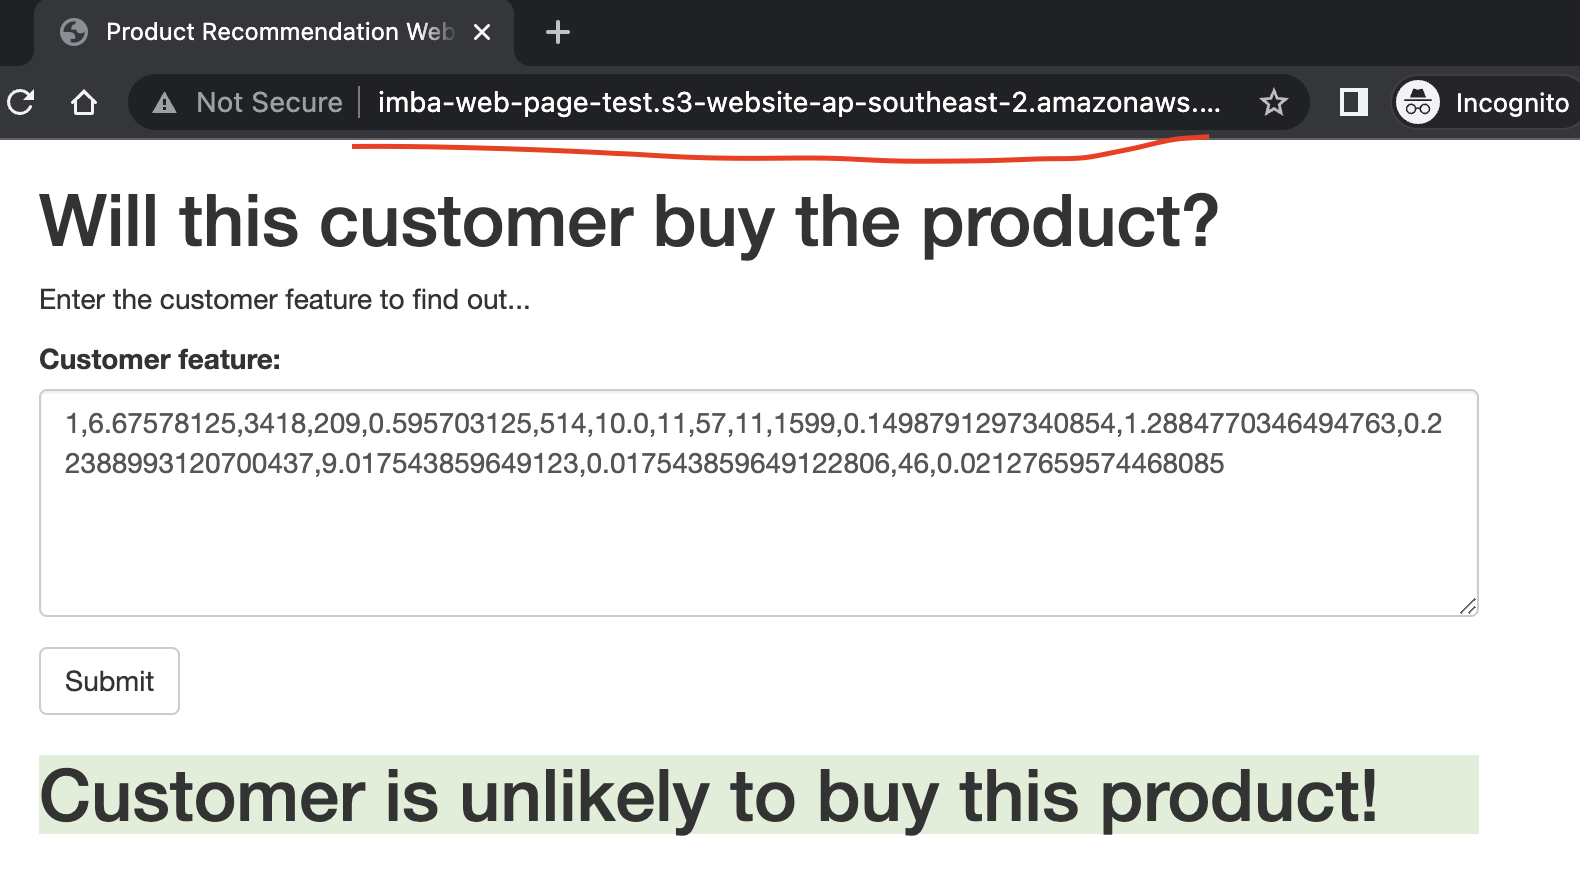 Product Recommendation Web
Not Secure
imba-web-page-test.s3-website-ap-southeast-2.amazonaws....
Incognito
Will this customer buy the product?
Enter the customer feature to find out...
Customer feature:
1,6.67578125,3418,209,0.595703125,514,10.0,11,57,11,1599,0.1498791297340854,1.2884770346494763,0.2
2388993120700437,9.017543859649123,0.017543859649122806,46,0.02127659574468085
Submit
Customer is unlikely to buy this product!